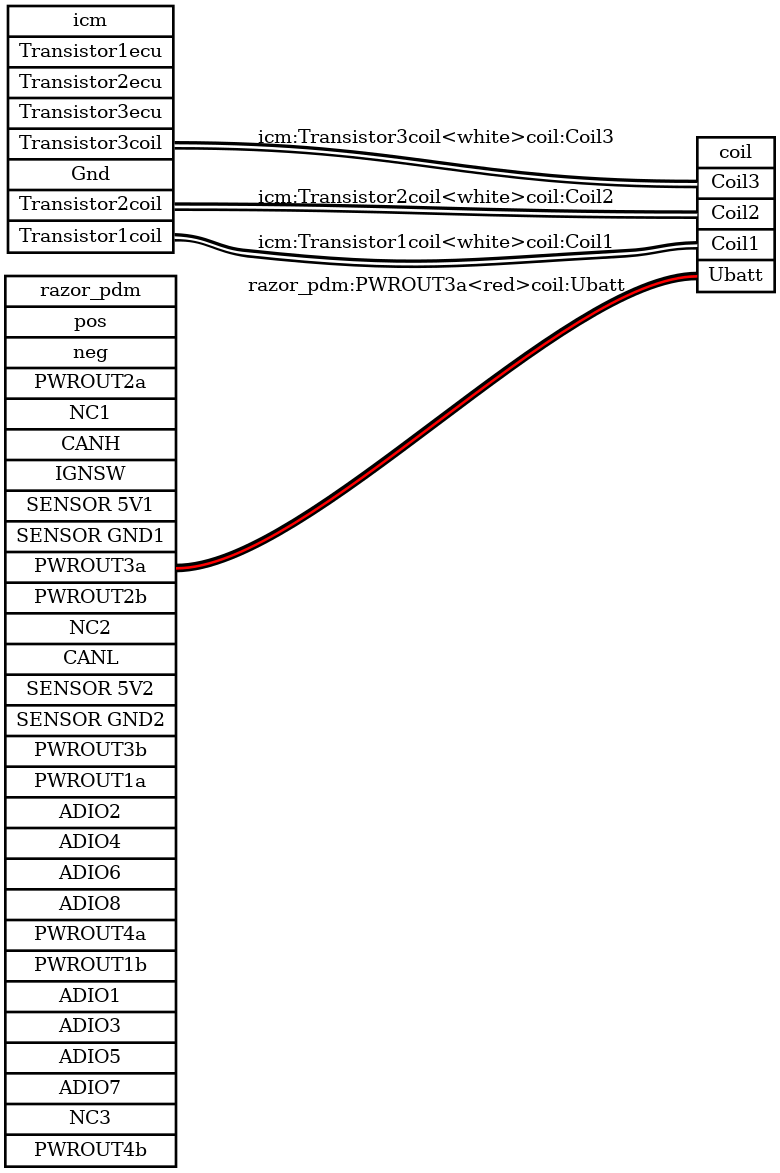 icm
Transistor1ecu
Transistor2ecu
Transistor3ecu
Transistor3coil
Gnd
Transistor2coil
Transistor1coil
icm:Transistor3coil<white>coil:Coil3
icm:Transistor2coil<white>coil:Coil2
icm:Transistor1coil<white>coil:Coil1
razor_pdm:PWROUT3a<red>coil:Ubatt
coil
Coil3
Coil2
Coil1
Ubatt
razor_pdm
pos
neg
PWROUT2a
NC1
CANH
IGNSW
SENSOR 5V1
SENSOR GND1
PWROUT3a
PWROUT2b
NC2
CANL
SENSOR 5V2
SENSOR GND2
PWROUT3b
PWROUT1a
ADIO2
ADIO4
ADIO6
ADIO8
PWROUT4a
PWROUT1b
ADIO1
ADIO3
ADIO5
ADIO7
NC3
PWROUT4b